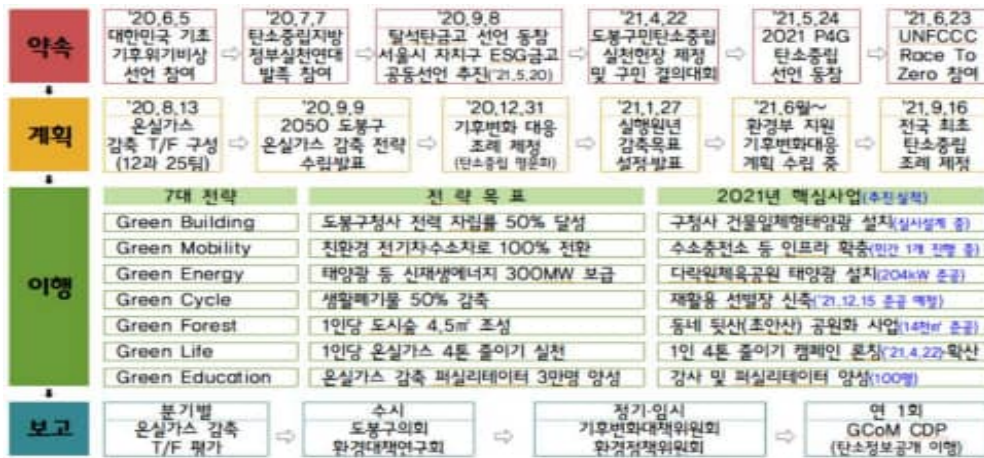 약속
'20.6.5
대한민국 기초
기후위기비상
선언 참여
'20.7.7
탄소중립지방
정부실천연대
발족 참여
'20.9.8
탈석탄금고 선언 동참
서울시 자치구 ESG금고
공동선언 추진('21.5.20)
'21.4.22
도봉구민탄소중립
실천헌장 제정
및 구민 결의대회
'21.5.24
2021 P4G
탄소중립
선언 동참
'21.6.23
UNFCCC
Race To
Zero 참여
계획
'20.8.13
온실가스
감축 T/F 구성
(12과 25팀)
'20.9.9
2050 도봉구
온실가스 감축 전략
수립·발표
'20.12.31
기후변화 대응
조례 제정
(탄소중립 명문화)
'21.1.27
실행원년
감축목표
설정·발표
'21.6월~
환경부 지원
기후변화대응
계획 수립 중
'21.9.16
전국 최초
탄소중립
조례 제정
이행
7대 전략 전략 목표 2021년 핵심사업(추진실적)
Green Building 도봉구청사 전력 자립률 50% 달성 구청사 건물일체형태양광 설치(실시설계 중)
Green Mobility 친환경 전기차수소차로 100% 전환 수소충전소 등 인프라 확충(민간 1개 진행 중)
Green Energy 태양광 등 신재생에너지 300MW 보급 다락원체육공원 태양광 설치(204kW 준공)
Green Cycle 생활폐기물 50% 감축 재활용 선별장 신축('21.12.15 준공 예정)
Green Forest 1인당 도시숲 4.5㎡ 조성 동네 뒷산(초안산) 공원화 사업(14천㎡ 준공)
Green Life 1인당 온실가스 4톤 줄이기 실천 1인 4톤 줄이기 캠페인 론칭('21.4.22)·확산
Green Education 온실가스 감축 퍼실리테이터 3만명 양성 강사 및 퍼실리테이터 양성(100명)
보고
분기별
온실가스 감축
T/F 평가
수시
도봉구의회
환경대책연구회
정기·임시
기후변화대책위원회
환경정책위원회
연 1회
GCoM CDP
(탄소정보공개 이행)